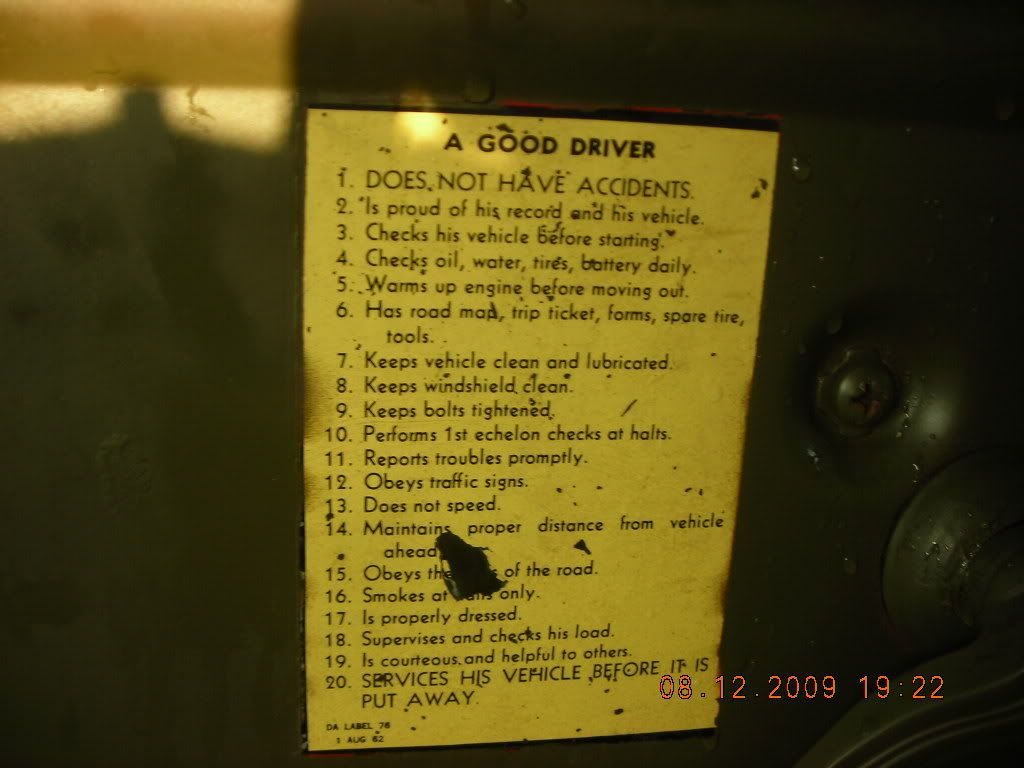 A GOOD DRIVER
1. DOES NOT HAVE ACCIDENTS.
2. Is proud of his record and his vehicle.
3. Checks his vehicle before starting.
4. Checks oil, water, tires, battery daily.
5. Warms up engine before moving out.
6. Has road map, trip ticket, forms, spare tire,
tools.
7. Keeps vehicle clean and lubricated.
8. Keeps windshield clean.
9. Keeps bolts tightened.
10. Performs 1st echelon checks at halts.
11. Reports troubles promptly.
12. Obeys traffic signs.
13. Does not speed.
14. Maintains proper distance from vehicle
ahead
15. Obeys the of the road.
16. Smokes at only.
17. Is properly dressed.
18. Supervises and checks his load.
19. Is courteous and helpful to others.
20. SERVICES HIS VEHICLE BEFORE IT IS
PUT AWAY.
DA LABEL 76
1 AUG 62
08.12.2009 19:22